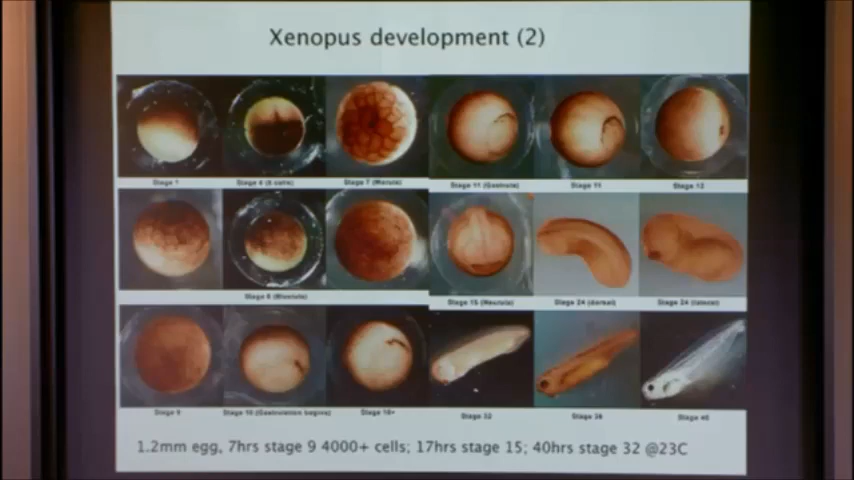 Xenopus development (2)
Stage 1
Stage 4 (8 cells)
Stage 7 (Morula)
Stage 11 (Gastrula)
Stage 11
Stage 12
Stage 8 (Blastula)
Stage 15 (Neurula)
Stage 24 (dorsal)
Stage 24 (lateral)
Stage 9
Stage 10 (Gastrulation begins)
Stage 10+
Stage 32
Stage 36
Stage 40
1.2mm egg, 7hrs stage 9 4000+ cells; 17hrs stage 15; 40hrs stage 32 @23C